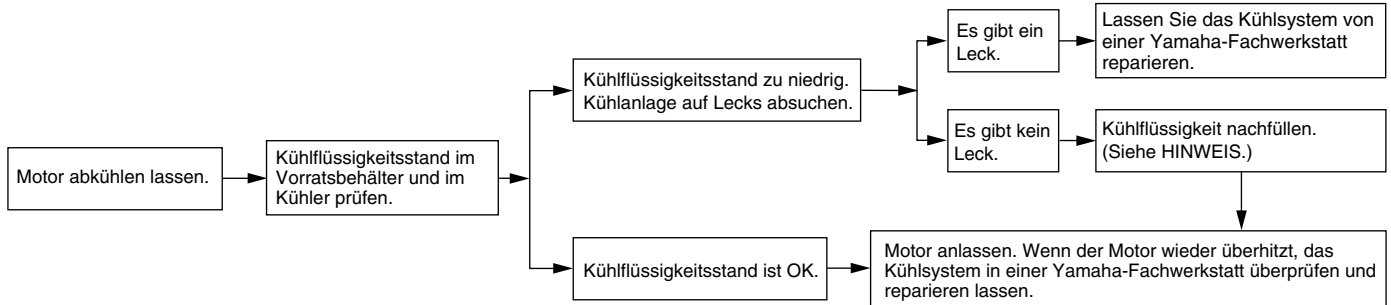 Motor abkühlen lassen.
Kühlflüssigkeitsstand im
Vorratsbehälter und im
Kühler prüfen.
Kühlflüssigkeitsstand zu niedrig.
Kühlanlage auf Lecks absuchen.
Es gibt ein
Leck.
Lassen Sie das Kühlsystem von
einer Yamaha-Fachwerkstatt
reparieren.
Es gibt kein
Leck.
Kühlflüssigkeit nachfüllen.
(Siehe HINWEIS.)
Kühlflüssigkeitsstand ist OK.
Motor anlassen. Wenn der Motor wieder überhitzt, das
Kühlsystem in einer Yamaha-Fachwerkstatt überprüfen und
reparieren lassen.